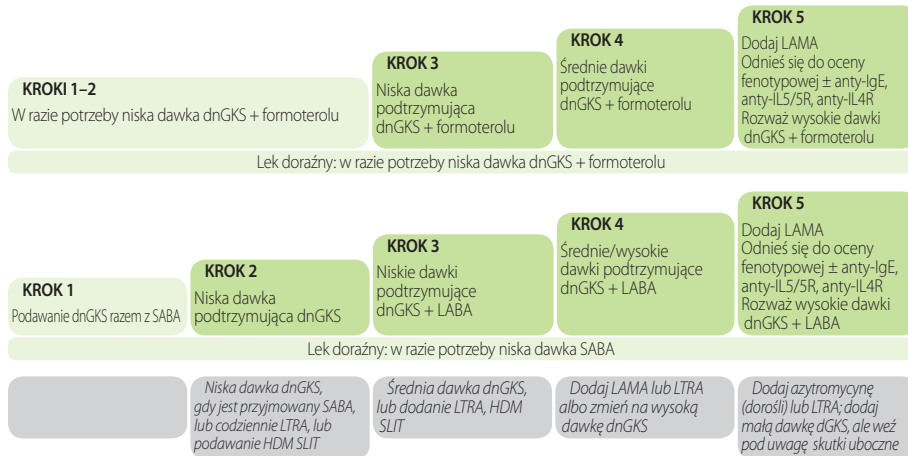 KROKI 1–2
W razie potrzeby niska dawka dnGKS + formoterolu
KROK 3
Niska dawka
podtrzymująca
dnGKS + formoterolu
KROK 4
Średnie dawki
podtrzymujące
dnGKS + formoterolu
KROK 5
Dodaj LAMA
Odnieś się do oceny
fenotypowej ± anty-IgE,
anty-IL5/5R, anty-IL4R
Rozważ wysokie dawki
dnGKS + formoterolu
Lek doraźny: w razie potrzeby niska dawka dnGKS + formoterolu
KROK 1
Podawanie dnGKS razem z SABA
KROK 2
Niska dawka
podtrzymująca dnGKS
KROK 3
Niskie dawki
podtrzymujące
dnGKS + LABA
KROK 4
Średnie/wysokie
dawki podtrzymujące
dnGKS + LABA
KROK 5
Dodaj LAMA
Odnieś się do oceny
fenotypowej ± anty-IgE,
anty-IL5/5R, anty-IL4R
Rozważ wysokie dawki
dnGKS + LABA
Lek doraźny: w razie potrzeby niska dawka SABA
Niska dawka dnGKS,
gdy jest przyjmowany SABA,
lub codziennie LTRA, lub
podawanie HDM SLIT
Średnia dawka dnGKS,
lub dodanie LTRA, HDM
SLIT
Dodaj LAMA lub LTRA
albo zmień na wysoką
dawkę dnGKS
Dodaj azytromycynę
(dorośli) lub LTRA; dodaj
małą dawkę dGKS, ale weź
pod uwagę skutki uboczne